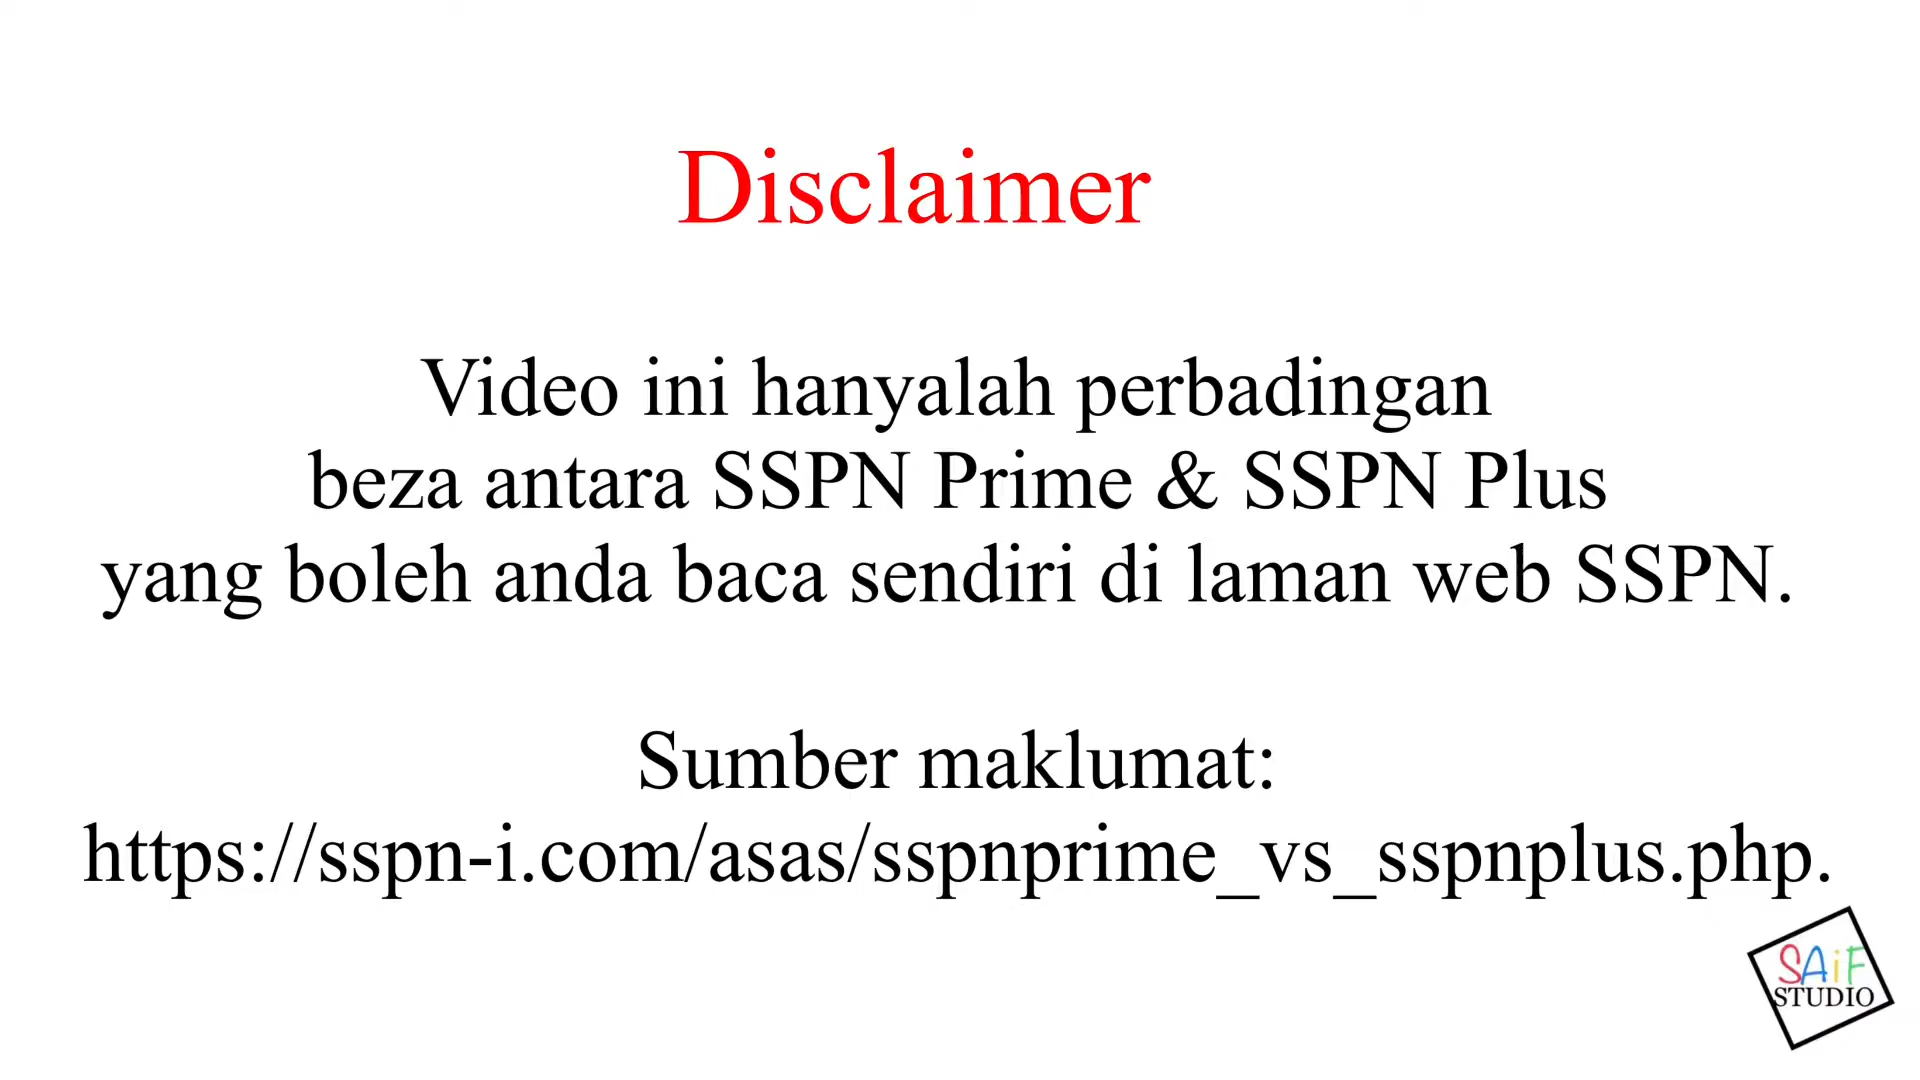 Disclaimer
Video ini hanyalah perbadingan
beza antara SSPN Prime & SSPN Plus
yang boleh anda baca sendiri di laman web SSPN.
Sumber maklumat:
https://sspn-i.com/asas/sspnprime_vs_sspnplus.php.
SAiF
STUDIO